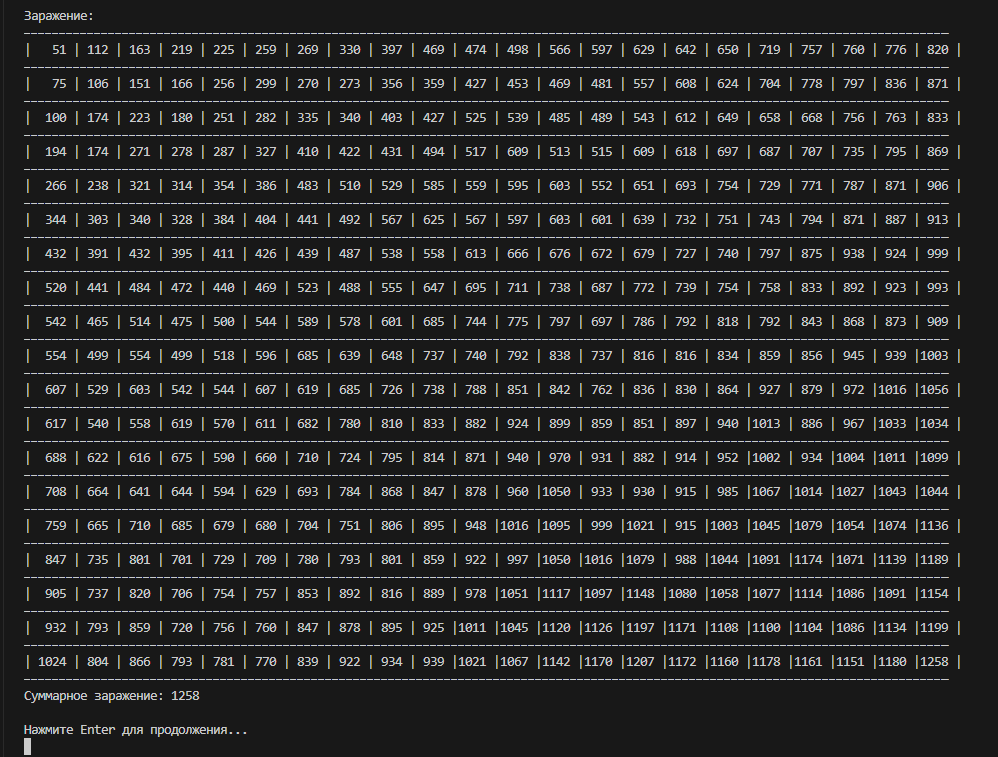 Заражение:
| 51 | 112 | 163 | 219 | 225 | 259 | 269 | 330 | 397 | 469 | 474 | 498 | 566 | 597 | 629 | 642 | 650 | 719 | 757 | 760 | 776 | 820 |
| 75 | 106 | 151 | 166 | 256 | 299 | 270 | 273 | 356 | 359 | 427 | 453 | 469 | 481 | 557 | 608 | 624 | 704 | 778 | 797 | 836 | 871 |
| 100 | 174 | 223 | 180 | 251 | 282 | 335 | 340 | 403 | 427 | 525 | 539 | 485 | 489 | 543 | 612 | 649 | 658 | 668 | 756 | 763 | 833 |
| 194 | 174 | 271 | 278 | 287 | 327 | 410 | 422 | 431 | 494 | 517 | 609 | 513 | 515 | 609 | 618 | 697 | 687 | 707 | 735 | 795 | 869 |
| 266 | 238 | 321 | 314 | 354 | 386 | 483 | 510 | 529 | 585 | 559 | 595 | 603 | 552 | 651 | 693 | 754 | 729 | 771 | 787 | 871 | 906 |
| 344 | 303 | 340 | 328 | 384 | 404 | 441 | 492 | 567 | 625 | 567 | 597 | 603 | 601 | 639 | 732 | 751 | 743 | 794 | 871 | 887 | 913 |
| 432 | 391 | 432 | 395 | 411 | 426 | 439 | 487 | 538 | 558 | 613 | 666 | 676 | 672 | 679 | 727 | 740 | 797 | 875 | 938 | 924 | 999 |
| 520 | 441 | 484 | 472 | 440 | 469 | 523 | 488 | 555 | 647 | 695 | 711 | 738 | 687 | 772 | 739 | 754 | 758 | 833 | 892 | 923 | 993 |
| 542 | 465 | 514 | 475 | 500 | 544 | 589 | 578 | 601 | 685 | 744 | 775 | 797 | 697 | 786 | 792 | 818 | 792 | 843 | 868 | 873 | 909 |
| 554 | 499 | 554 | 499 | 518 | 596 | 685 | 639 | 648 | 737 | 740 | 792 | 838 | 737 | 816 | 816 | 834 | 859 | 856 | 945 | 939 |1003 |
| 607 | 529 | 603 | 542 | 544 | 607 | 619 | 685 | 726 | 738 | 788 | 851 | 842 | 762 | 836 | 830 | 864 | 927 | 879 | 972 |1016 |1056 |
| 617 | 540 | 558 | 619 | 570 | 611 | 682 | 780 | 810 | 833 | 882 | 924 | 899 | 859 | 851 | 897 | 940 |1013 | 886 | 967 |1033 |1034 |
| 688 | 622 | 616 | 675 | 590 | 660 | 710 | 724 | 795 | 814 | 871 | 940 | 970 | 931 | 882 | 914 | 952 |1002 | 934 |1004 |1011 |1099 |
| 708 | 664 | 641 | 644 | 594 | 629 | 693 | 784 | 868 | 847 | 878 | 960 |1050 | 933 | 930 | 915 | 985 |1067 |1014 |1027 |1043 |1044 |
| 759 | 665 | 710 | 685 | 679 | 680 | 704 | 751 | 806 | 895 | 948 |1016 |1095 | 999 |1021 | 915 |1003 |1045 |1079 |1054 |1074 |1136 |
| 847 | 735 | 801 | 701 | 729 | 709 | 780 | 793 | 801 | 859 | 922 | 997 |1050 |1016 |1079 | 988 |1044 |1091 |1174 |1071 |1139 |1189 |
| 905 | 737 | 820 | 706 | 754 | 757 | 853 | 892 | 816 | 889 | 978 |1051 |1117 |1097 |1148 |1080 |1058 |1077 |1114 |1086 |1091 |1154 |
| 932 | 793 | 859 | 720 | 756 | 760 | 847 | 878 | 895 | 925 |1011 |1045 |1120 |1126 |1197 |1171 |1108 |1100 |1104 |1086 |1134 |1199 |
| 1024 | 804 | 866 | 793 | 781 | 770 | 839 | 922 | 934 | 939 |1021 |1067 |1142 |1170 |1207 |1172 |1160 |1178 |1161 |1151 |1180 |1258 |
Суммарное заражение: 1258
Нажмите Enter для продолжения...